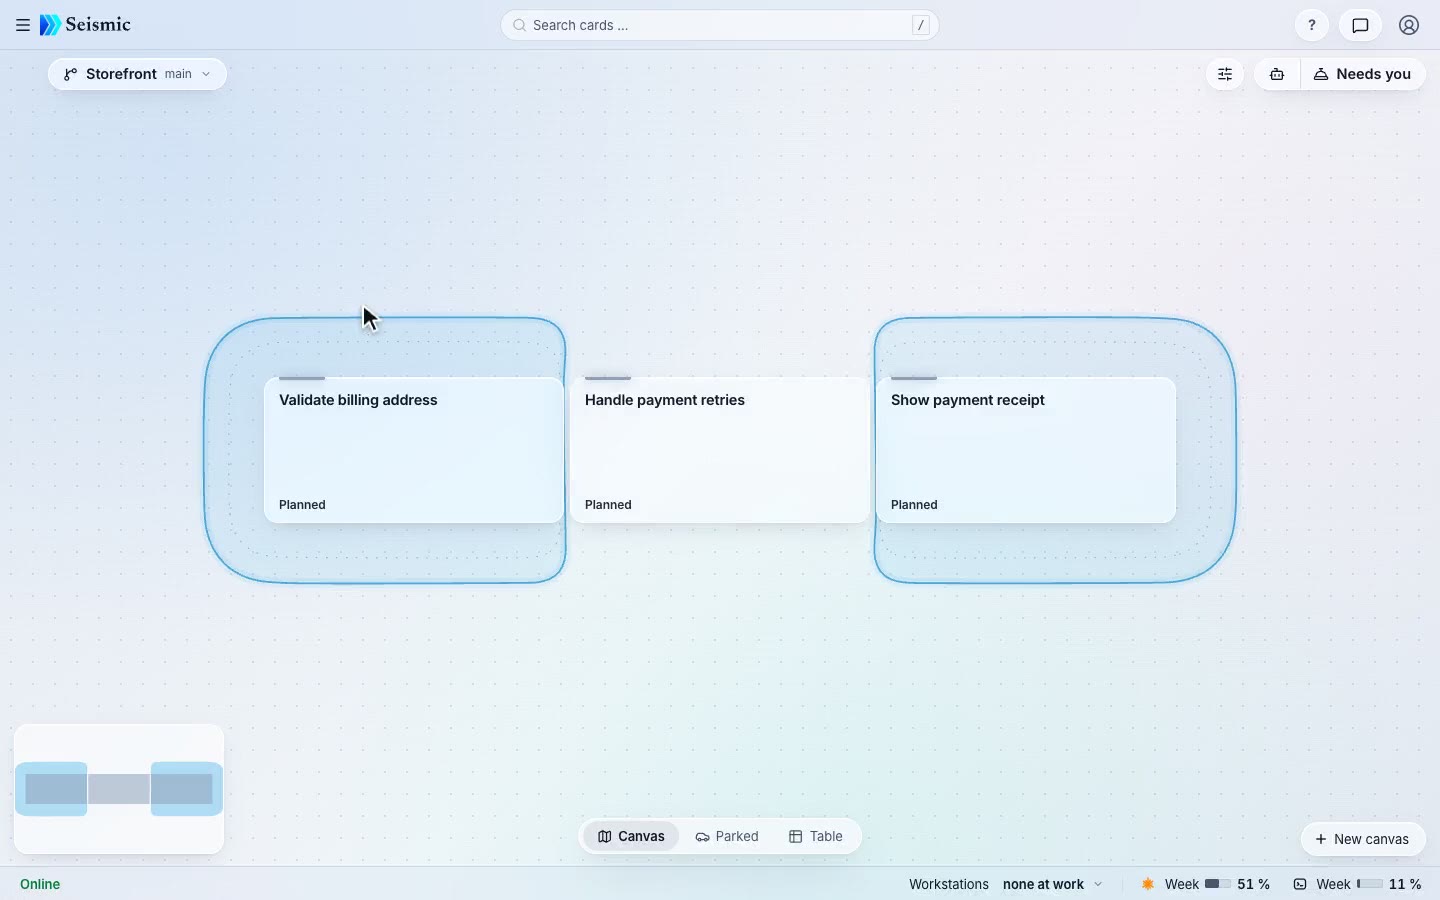 Seismic
Search cards ...
/
?
Storefront main
Needs you
Validate billing address
Planned
Handle payment retries
Planned
Show payment receipt
Planned
Canvas
Parked
Table
+ New canvas
Online
Workstations none at work
Week 51 %
Week 11 %